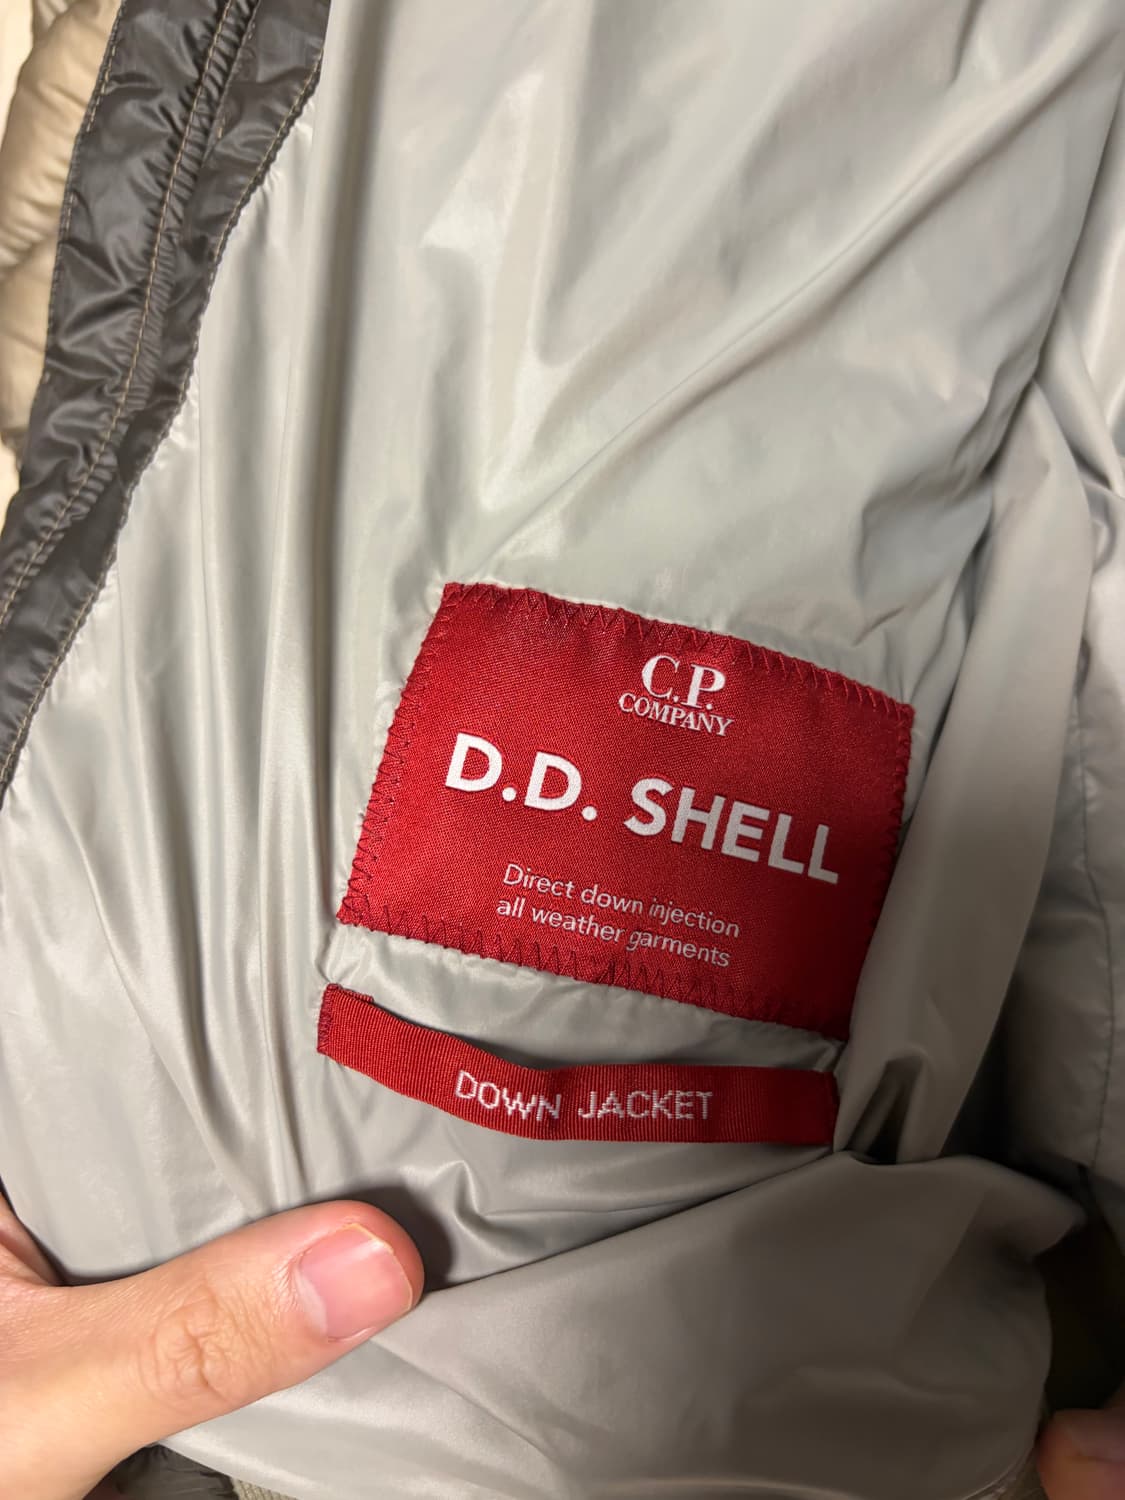 C.P.
COMPANY
D.D. SHELL
Direct down injection
all weather garments
DOWN JACKET